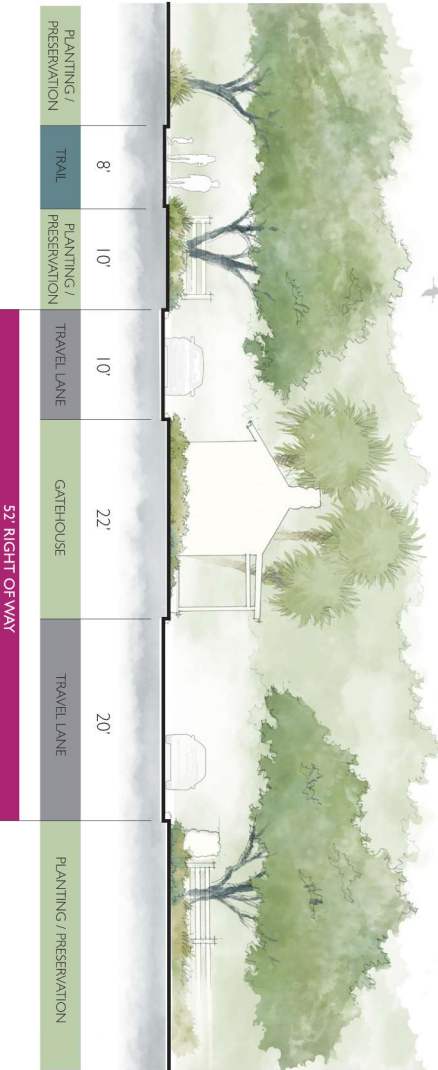 8'
10'
10'
22'
20'
PLANTING /
PRESERVATION
TRAIL
PLANTING /
PRESERVATION
TRAVEL LANE
GATEHOUSE
TRAVEL LANE
PLANTING / PRESERVATION
52' RIGHT OF WAY